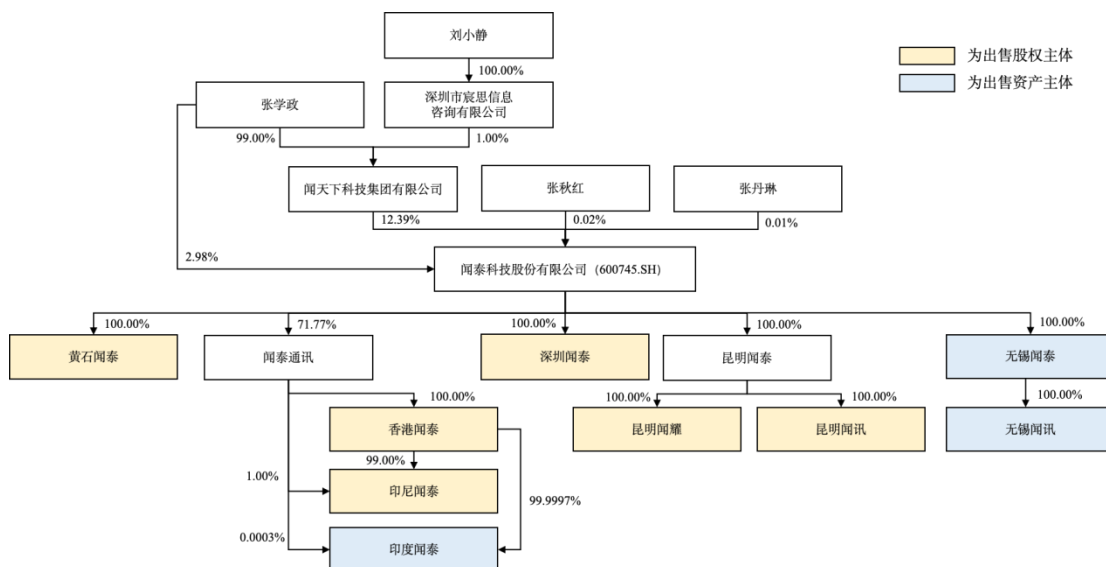 刘小静
为出售股权主体
100.00%
为出售资产主体
张学政
深圳市宸思信息
咨询有限公司
99.00%
1.00%
闻天下科技集团有限公司
张秋红
张丹琳
12.39%
0.02%
0.01%
2.98%
闻泰科技股份有限公司（600745.SH）
100.00%
71.77%
100.00%
100.00%
100.00%
黄石闻泰
闻泰通讯
深圳闻泰
昆明闻泰
无锡闻泰
100.00%
100.00%
100.00%
100.00%
香港闻泰
昆明闻耀
昆明闻讯
无锡闻讯
99.00%
1.00%
印尼闻泰
99.9997%
0.0003%
印度闻泰